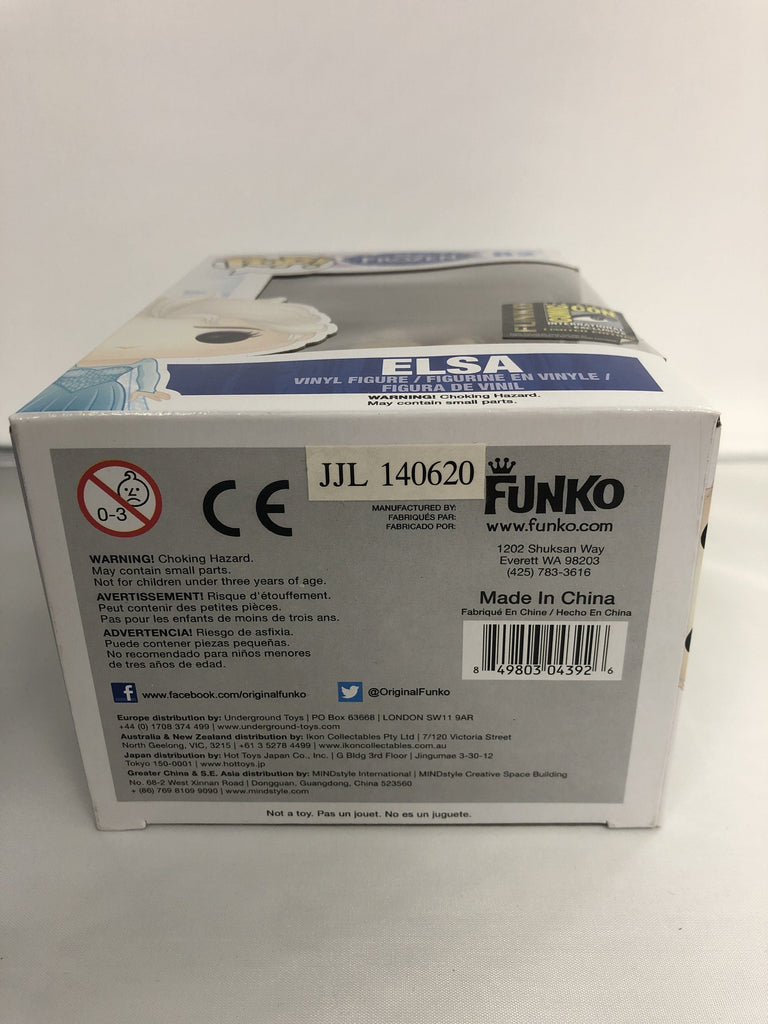 POP!
FROZEN
FUNKO
COMIC CON
INTERNATIONAL
ELSA
VINYL FIGURE / FIGURINE EN VINYLE /
FIGURA DE VINIL
WARNING! Choking Hazard.
May contain small parts.
JJL 140620
0-3
CE
MANUFACTURED BY:
FABRIQUÉS PAR:
FABRICADO POR:
FUNKO
www.funko.com
1202 Shuksan Way
Everett WA 98203
(425) 783-3616
Made In China
Fabriqué En Chine / Hecho En China
8 49803 04392 6
WARNING! Choking Hazard.
May contain small parts.
Not for children under three years of age.
AVERTISSEMENT! Risque d'étouffement.
Peut contenir des petites pièces.
Pas pour les enfants de moins de trois ans.
ADVERTENCIA! Riesgo de asfixia.
Puede contener piezas pequeñas.
No recomendado para niños menores
de tres años de edad.
f www.facebook.com/originalfunko
@OriginalFunko
Europe distribution by: Underground Toys | PO Box 63668 | LONDON SW11 9AR
+44 (0) 1708 374 499 | www.underground-toys.com
Australia & New Zealand distribution by: Ikon Collectables Pty Ltd | 7/120 Victoria Street
North Geelong, VIC, 3215 | +61 3 5278 4499 | www.ikoncollectables.com.au
Japan distribution by: Hot Toys Japan Co., Inc. | G Bldg 3rd Floor | Jingumae 3-30-12
Tokyo 150-0001 | www.hottoys.jp
Greater China & S.E. Asia distribution by: MINDstyle International | MINDstyle Creative Space Building
No. 68-2 West Xinnan Road | Dongguan, Guangdong, China 523560
+ (86) 769 8109 9090 | www.mindstyle.com
Not a toy. Pas un jouet. No es un juguete.